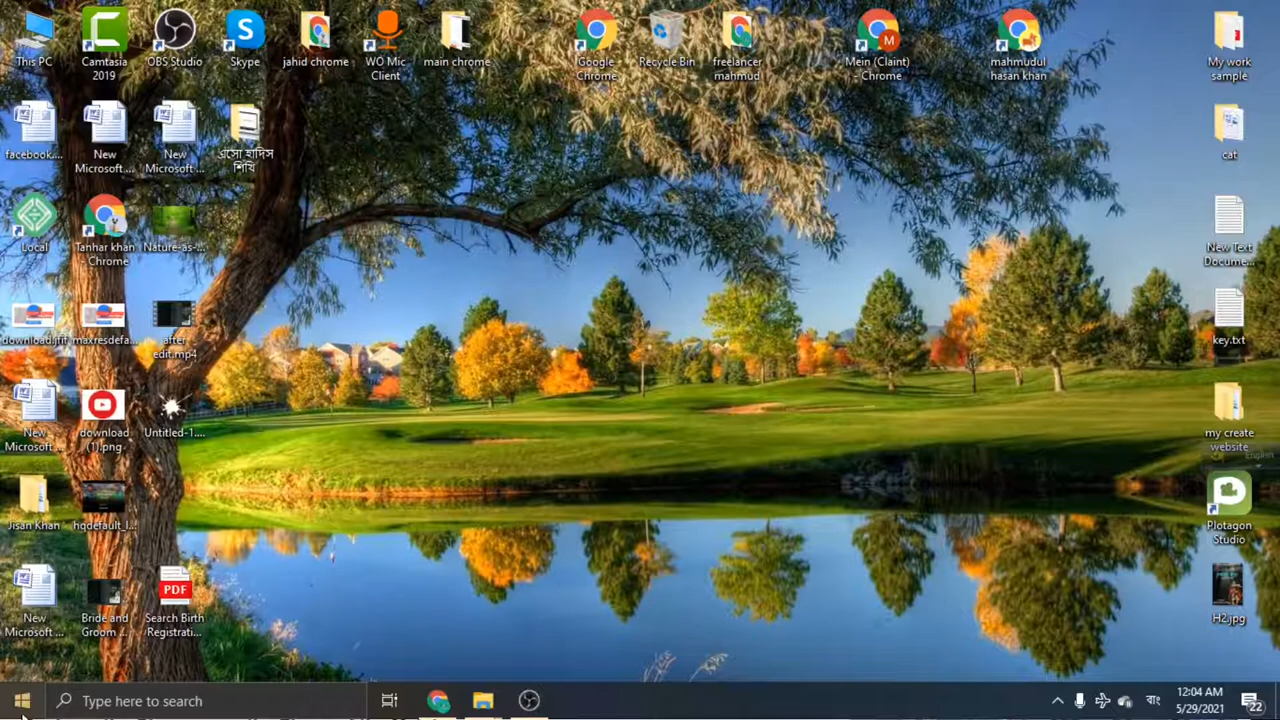 This PC
Camtasia
2019
OBS Studio
Skype
jahid chrome
WO Mic
Client
main chrome
Google
Chrome
Recycle Bin
freelancer
mahmud
Mein (Claint)
- Chrome
mahmudul
hasan khan
My work
sample
facebook....
New
Microsoft ...
New
Microsoft ...
এসো হাদিস
শিখি
cat
Local
Tanhar khan
- Chrome
Nature-as-...
New Text
Docume...
download.jfif
maxresdefa...
after
edit.mp4
key.txt
New
Microsoft ...
download
(1).png
Untitled-1....
my create
website
English
Jisan Khan
hqdefault_l...
Plotagon
Studio
New
Microsoft ...
Bride and
Groom ...
PDF
Search Birth
Registrati...
H2.jpg
Type here to search
বাং
12:04 AM
5/29/2021
22